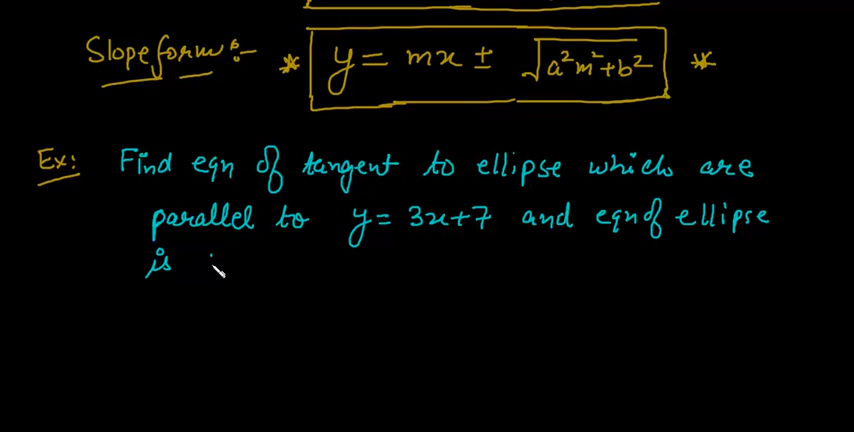 Slope form :- * y = mx ± √a²m²+b² *
Ex: Find eqn of tangent to ellipse which are
parallel to y = 3x+7 and eqn of ellipse
is